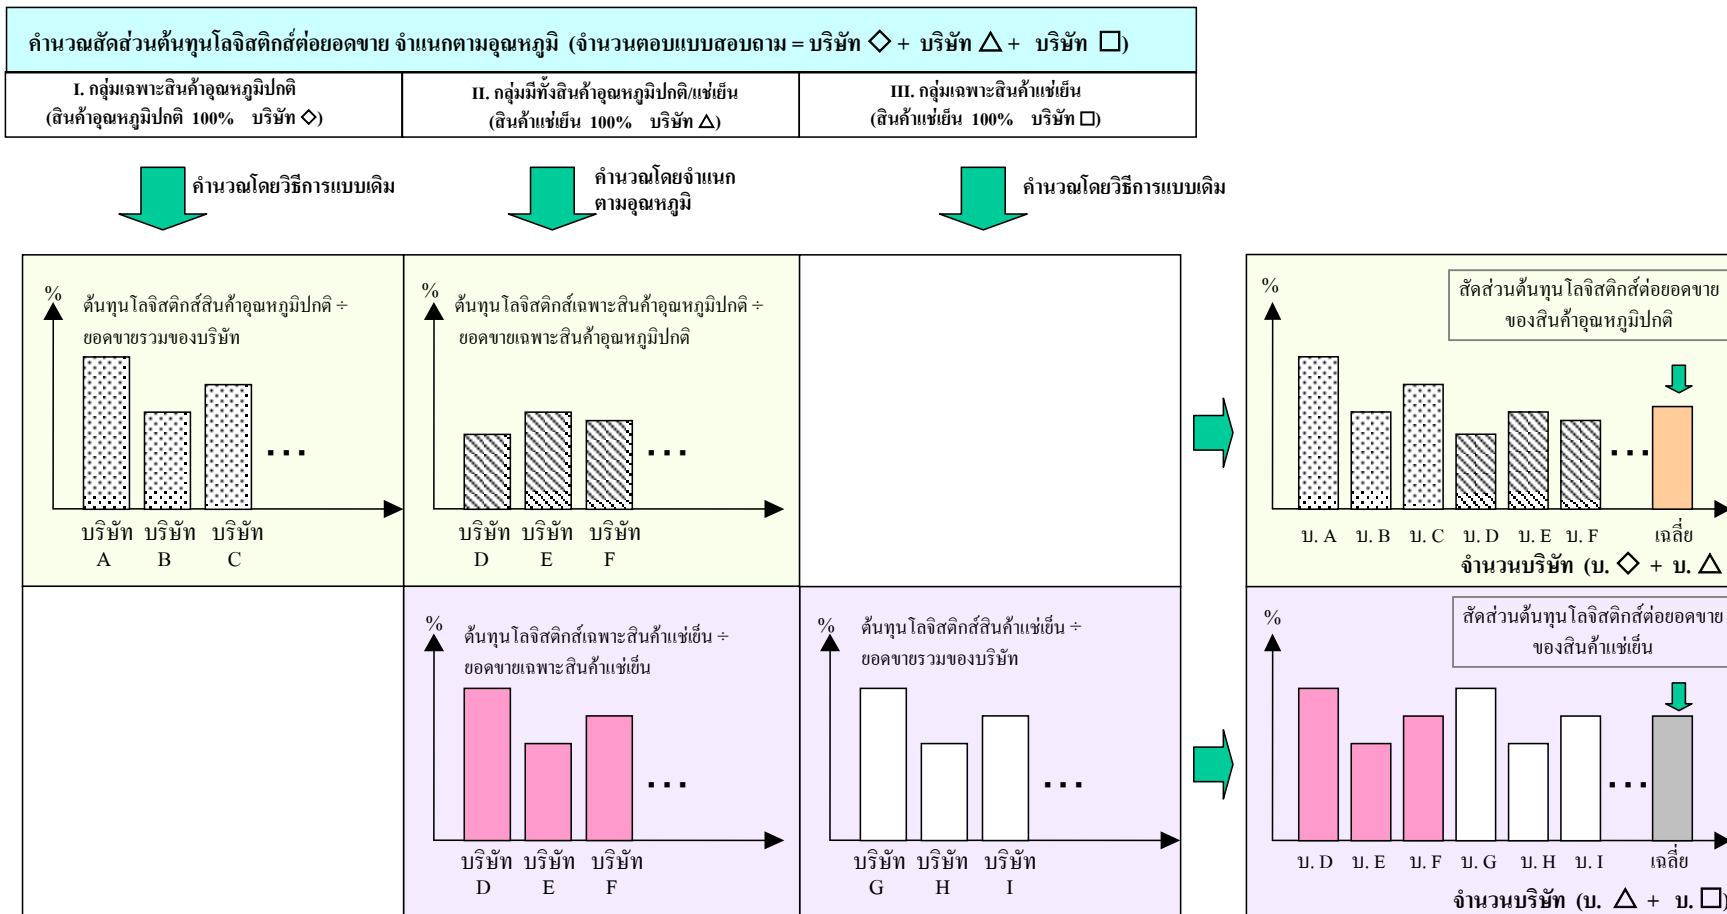 คำนวณสัดส่วนต้นทุนโลจิสติกส์ต่อยอดขาย จำแนกตามอุณหภูมิ (จำนวนตอบแบบสอบถาม = บริษัท ◇ + บริษัท △ + บริษัท □)
I. กลุ่มเฉพาะสินค้าอุณหภูมิปกติ
(สินค้าอุณหภูมิปกติ 100% บริษัท ◇)
II. กลุ่มมีทั้งสินค้าอุณหภูมิปกติ/แช่เย็น
(สินค้าแช่เย็น 100% บริษัท △)
III. กลุ่มเฉพาะสินค้าแช่เย็น
(สินค้าแช่เย็น 100% บริษัท □)
คำนวณโดยวิธีการแบบเดิม
คำนวณโดยจำแนก
ตามอุณหภูมิ
คำนวณโดยวิธีการแบบเดิม
%
ต้นทุนโลจิสติกส์สินค้าอุณหภูมิปกติ ÷
ยอดขายรวมของบริษัท
...
บริษัท บริษัท บริษัท
A B C
%
ต้นทุนโลจิสติกส์เฉพาะสินค้าอุณหภูมิปกติ ÷
ยอดขายเฉพาะสินค้าอุณหภูมิปกติ
...
บริษัท บริษัท บริษัท
D E F
%
สัดส่วนต้นทุนโลจิสติกส์ต่อยอดขาย
ของสินค้าอุณหภูมิปกติ
...
บ. A บ. B บ. C บ. D บ. E บ. F เฉลี่ย
จำนวนบริษัท (บ. ◇ + บ. △
%
ต้นทุนโลจิสติกส์เฉพาะสินค้าแช่เย็น ÷
ยอดขายเฉพาะสินค้าแช่เย็น
...
บริษัท บริษัท บริษัท
D E F
%
ต้นทุนโลจิสติกส์สินค้าแช่เย็น ÷
ยอดขายรวมของบริษัท
...
บริษัท บริษัท บริษัท
G H I
%
สัดส่วนต้นทุนโลจิสติกส์ต่อยอดขาย
ของสินค้าแช่เย็น
...
บ. D บ. E บ. F บ. G บ. H บ. I เฉลี่ย
จำนวนบริษัท (บ. △ + บ. □)